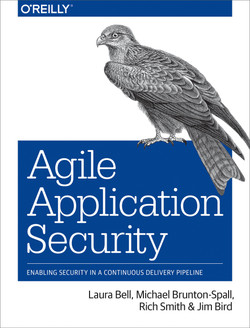 O'REILLY®
Agile
Application
Security
ENABLING SECURITY IN A CONTINUOUS DELIVERY PIPELINE
Laura Bell, Michael Brunton-Spall,
Rich Smith & Jim Bird